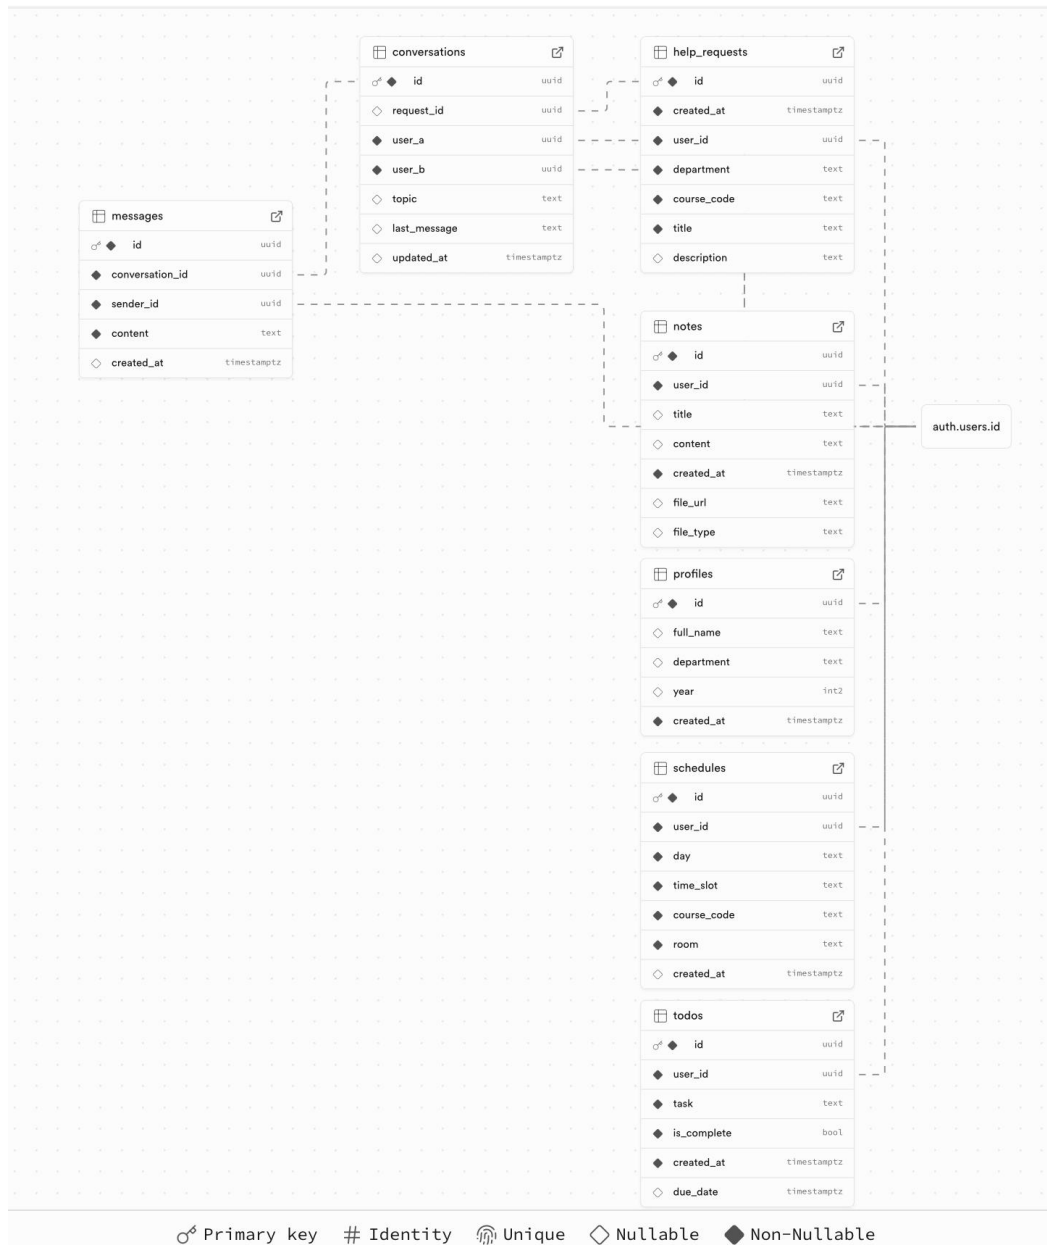 conversations
id uuid
request_id uuid
user_a uuid
user_b uuid
topic text
last_message text
updated_at timestamptz
help_requests
id uuid
created_at timestamptz
user_id uuid
department text
course_code text
title text
description text
messages
id uuid
conversation_id uuid
sender_id uuid
content text
created_at timestamptz
notes
id uuid
user_id uuid
title text
content text
created_at timestamptz
file_url text
file_type text
auth.users.id
profiles
id uuid
full_name text
department text
year int2
created_at timestamptz
schedules
id uuid
user_id uuid
day text
time_slot text
course_code text
room text
created_at timestamptz
todos
id uuid
user_id uuid
task text
is_complete bool
created_at timestamptz
due_date timestamptz
Primary key # Identity Unique Nullable Non-Nullable